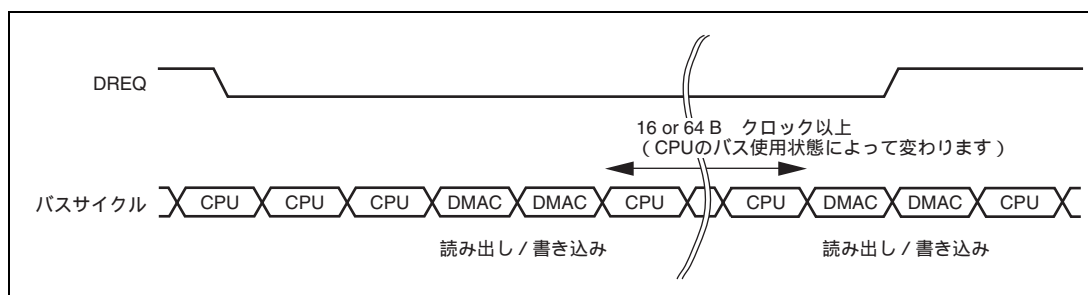 DREQ
16 or 64 B クロック以上
（CPUのバス使用状態によって変わります）
バスサイクル CPU CPU CPU DMAC DMAC CPU CPU DMAC DMAC CPU
読み出し / 書き込み 読み出し / 書き込み